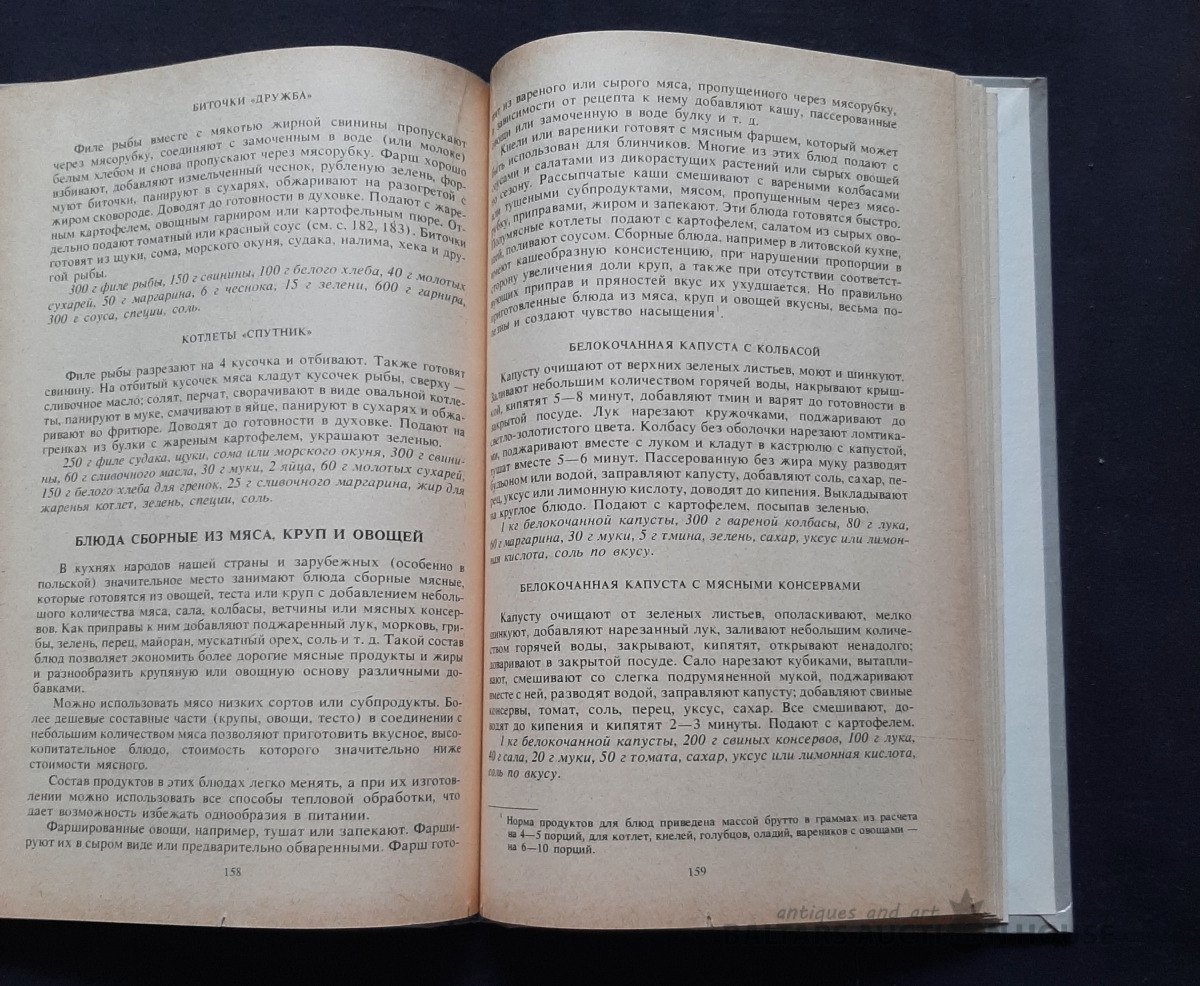 БИТОЧКИ «ДРУЖБА»
Филе рыбы вместе с мякотью жирной свинины пропускают
через мясорубку, соединяют с замоченным в воде (или молоке)
белым хлебом и снова пропускают через мясорубку. Фарш хорошо
взбивают, добавляют измельченный чеснок, рубленую зелень, фор-
муют биточки, панируют в сухарях, обжаривают на разогретой с
жиром сковороде. Доводят до готовности в духовке. Подают с жаре-
ным картофелем, овощным гарниром или картофельным пюре. От-
дельно подают томатный или красный соус (см. с. 182, 183). Биточки
готовят из щуки, сома, морского окуня, судака, налима, хека и дру-
гой рыбы.
300 г филе рыбы, 150 г свинины, 100 г белого хлеба, 40 г молотых
сухарей, 50 г маргарина, 6 г чеснока; 15 г зелени, 600 г гарнира,
300 г соуса, специи, соль.
КОТЛЕТЫ «СПУТНИК»
Филе рыбы разрезают на 4 кусочка и отбивают. Также готовят
свинину. На отбитый кусочек мяса кладут кусочек рыбы, сверху —
сливочное масло; солят, перчат, сворачивают в виде овальной котле-
ты, панируют в муке, смачивают в яйце, панируют в сухарях и обжа-
ривают во фритюре. Доводят до готовности в духовке. Подают на
гренках из булки с жареным картофелем, украшают зеленью.
250 г филе судака, щуки, сома или морского окуня, 300 г свини-
ны, 60 г сливочного масла, 30 г муки, 2 яйца, 60 г молотых сухарей,
150 г белого хлеба для гренок, 25 г сливочного маргарина, жир для
жаренья котлет, зелень, специи, соль.
БЛЮДА СБОРНЫЕ ИЗ МЯСА, КРУП И ОВОЩЕЙ
В кухнях народов нашей страны и зарубежных (особенно в
польской) значительное место занимают блюда сборные мясные,
которые готовятся из овощей, теста или круп с добавлением неболь-
шого количества мяса, сала, колбасы, ветчины или мясных консер-
вов. Как приправы к ним добавляют поджаренный лук, морковь, гри-
бы, зелень, перец, майоран, мускатный орех, соль и т. д. Такой состав
блюд позволяет экономить более дорогие мясные продукты и жиры
и разнообразить крупяную или овощную основу различными до-
бавками.
Можно использовать мясо низких сортов или субпродукты. Бо-
лее дешевые составные части (крупы, овощи, тесто) в соединении с
небольшим количеством мяса позволяют приготовить вкусное, высо-
копитательное блюдо, стоимость которого значительно ниже
стоимости мясного.
Состав продуктов в этих блюдах легко менять, а при их изготов-
лении можно использовать все способы тепловой обработки, что
дает возможность избежать однообразия в питании.
Фаршированные овощи, например, тушат или запекают. Фарши-
руют их в сыром виде или предварительно обваренными. Фарш гото-
158
из вареного или сырого мяса, пропущенного через мясорубку,
зависимости от рецепта к нему добавляют кашу, пассерованные
овощи или замоченную в воде булку и т. д.
Кнели или вареники готовят с мясным фаршем, который может
быть использован для блинчиков. Многие из этих блюд подают с
соусами и салатами из дикорастущих растений или сырых овощей
по сезону. Рассыпчатые каши смешивают с вареными колбасами
или тушеными субпродуктами, мясом, пропущенным через мясо-
рубку, приправами, жиром и запекают. Эти блюда готовятся быстро.
Полумясные котлеты подают с картофелем, салатом из сырых ово-
щей, поливают соусом. Сборные блюда, например в литовской кухне,
имеют кашеобразную консистенцию, при нарушении пропорции в
сторону увеличения доли круп, а также при отсутствии соответст-
вующих приправ и пряностей вкус их ухудшается. Но правильно
приготовленные блюда из мяса, круп и овощей вкусны, весьма по-
лезны и создают чувство насыщения¹.
БЕЛОКОЧАННАЯ КАПУСТА С КОЛБАСОЙ
Капусту очищают от верхних зеленых листьев, моют и шинкуют.
Заливают небольшим количеством горячей воды, накрывают крыш-
кой, кипятят 5—8 минут, добавляют тмин и варят до готовности в
закрытой посуде. Лук нарезают кружочками, поджаривают до
светло-золотистого цвета. Колбасу без оболочки нарезают ломтика-
ми, поджаривают вместе с луком и кладут в кастрюлю с капустой,
тушат вместе 5—6 минут. Пассерованную без жира муку разводят
бульоном или водой, заправляют капусту, добавляют соль, сахар, пе-
рец, уксус или лимонную кислоту, доводят до кипения. Выкладывают
на круглое блюдо. Подают с картофелем, посыпав зеленью.
1 кг белокочанной капусты, 300 г вареной колбасы, 80 г лука,
60 г маргарина, 30 г муки, 5 г тмина, зелень, сахар, уксус или лимон-
ная кислота, соль по вкусу.
БЕЛОКОЧАННАЯ КАПУСТА С МЯСНЫМИ КОНСЕРВАМИ
Капусту очищают от зеленых листьев, ополаскивают, мелко
шинкуют, добавляют нарезанный лук, заливают небольшим количе-
ством горячей воды, закрывают, кипятят, открывают ненадолго;
доваривают в закрытой посуде. Сало нарезают кубиками, вытапли-
вают, смешивают со слегка подрумяненной мукой, поджаривают
вместе с ней, разводят водой, заправляют капусту; добавляют свиные
консервы, томат, соль, перец, уксус, сахар. Все смешивают, до-
водят до кипения и кипятят 2—3 минуты. Подают с картофелем.
1 кг белокочанной капусты, 200 г свиных консервов, 100 г лука,
40 г сала, 20 г муки, 50 г томата, сахар, уксус или лимонная кислота,
соль по вкусу.
¹ Норма продуктов для блюд приведена массой брутто в граммах из расчета
на 4—5 порций, для котлет, кнелей, голубцов, оладий, вареников с овощами —
на 6—10 порций.
159
antiques and art
BALTARS AUCTION HOUSE